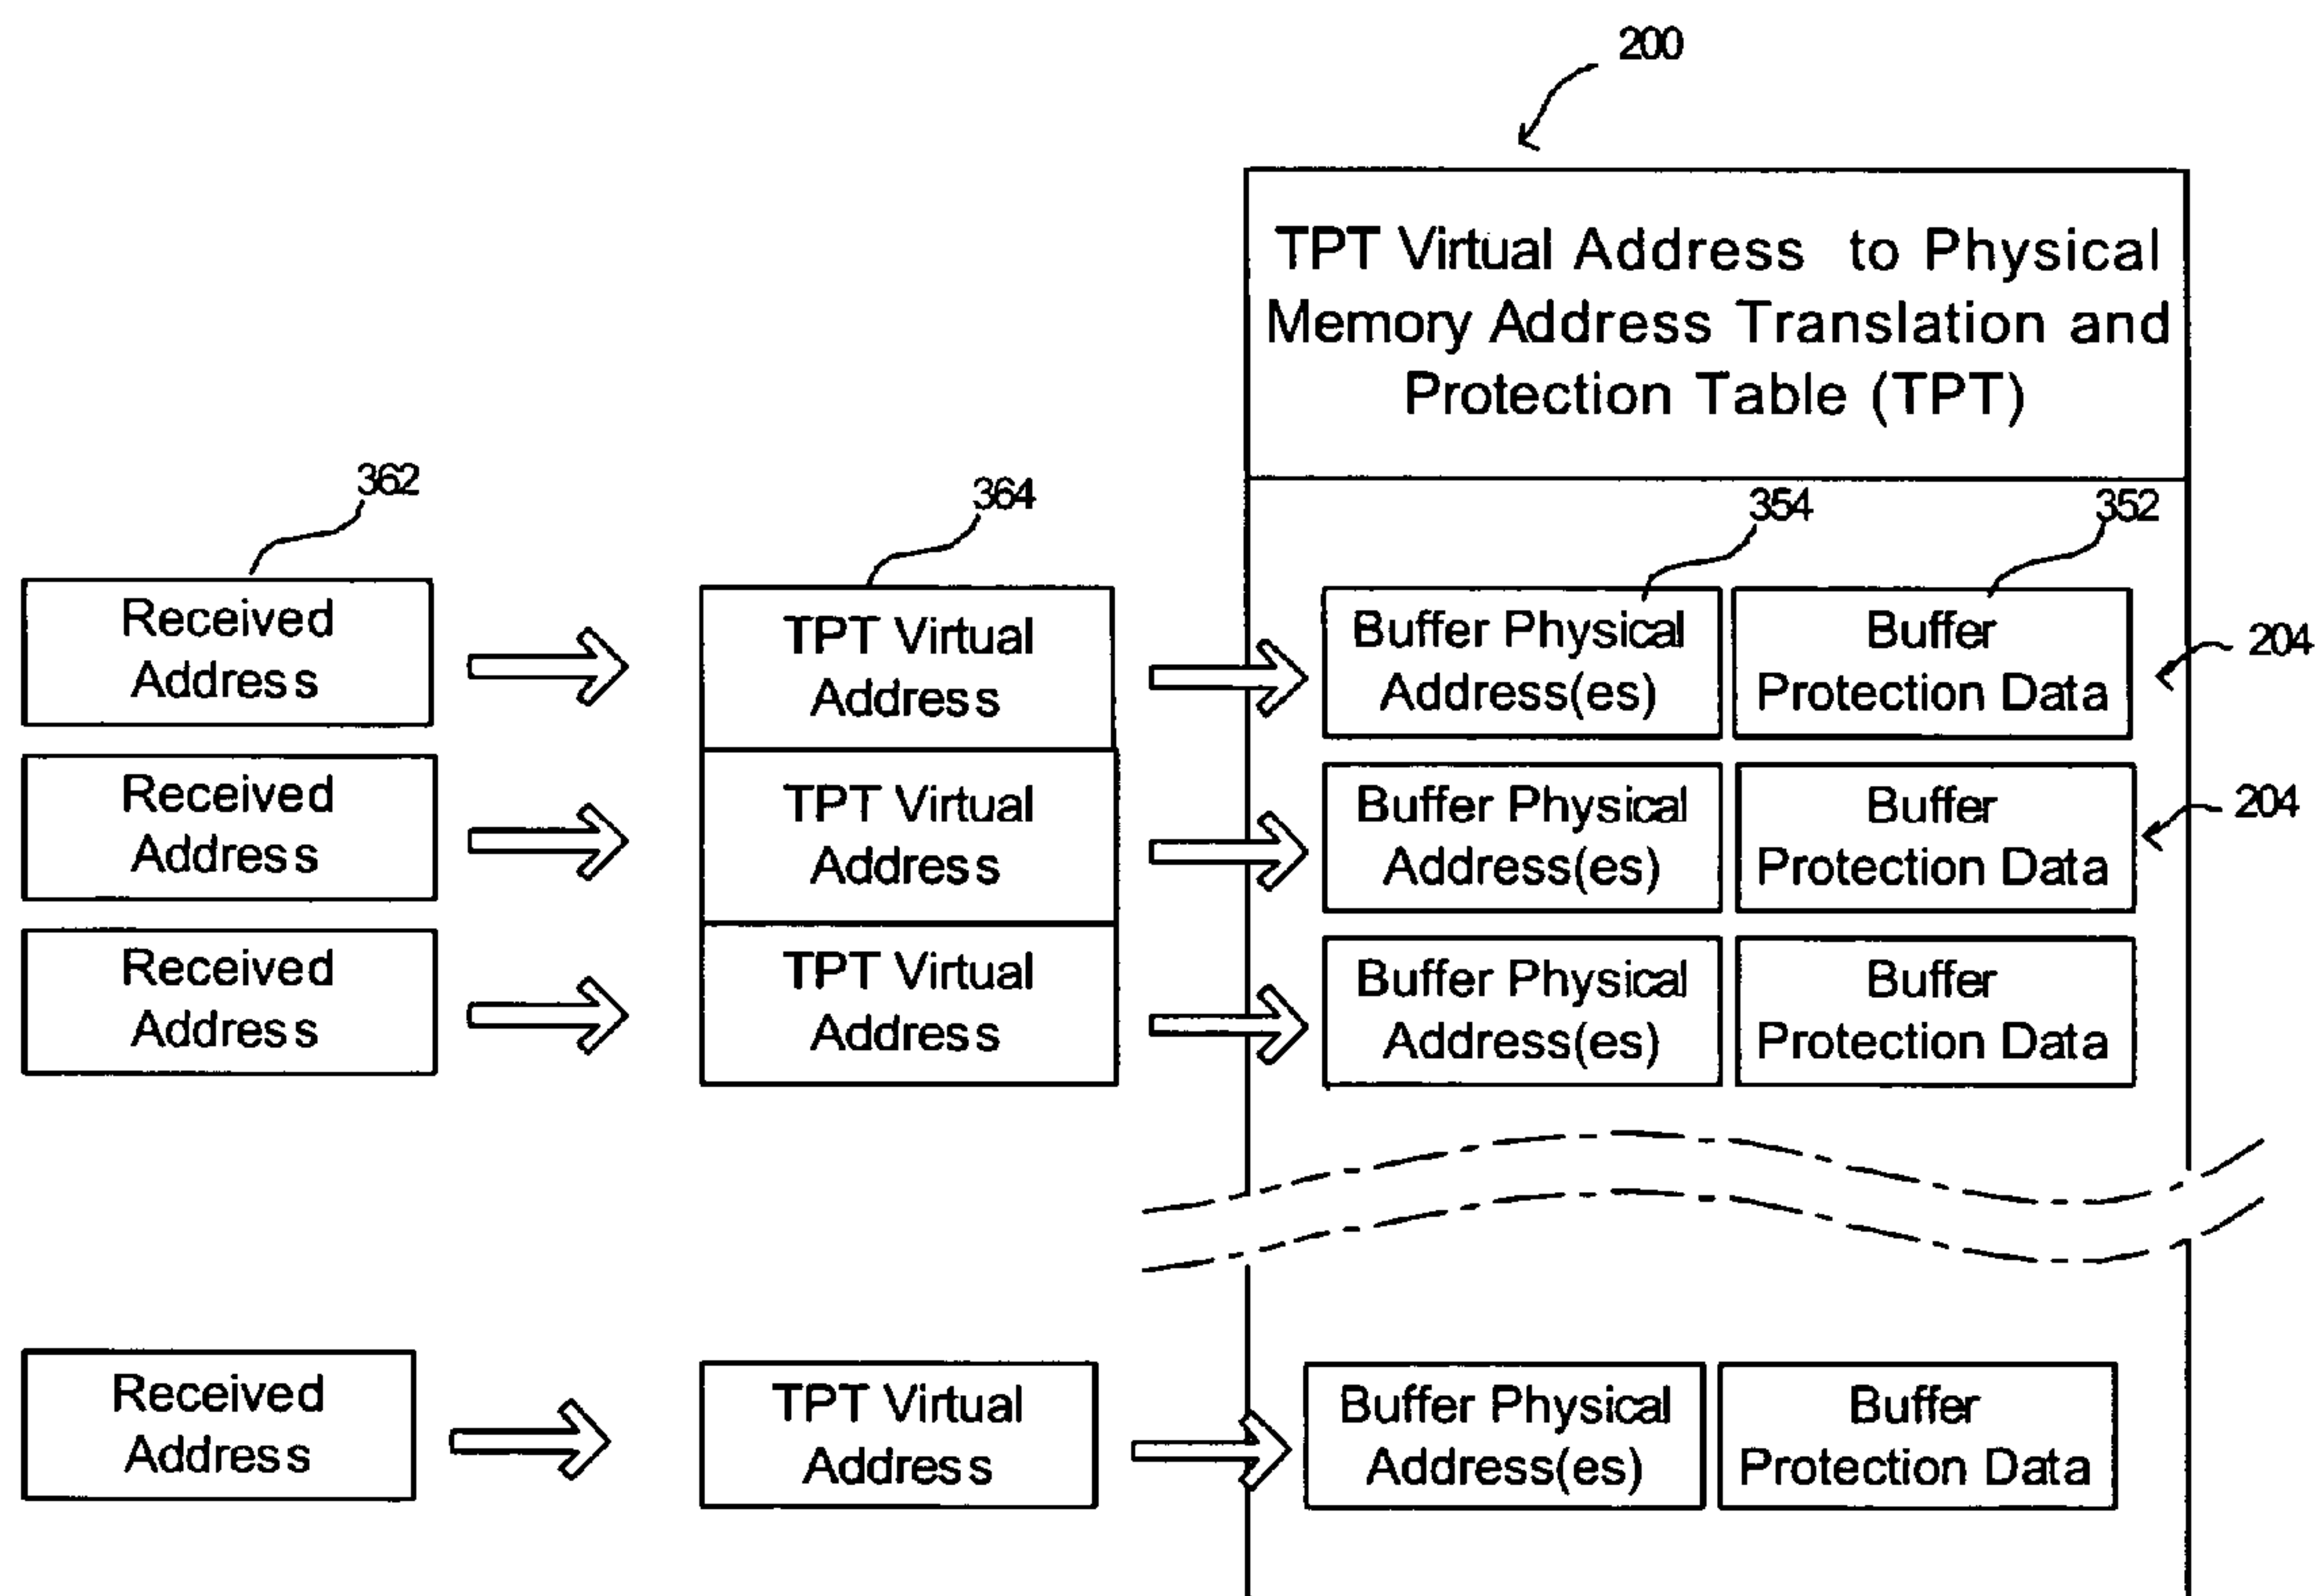 200
TPT Virtual Address to Physical
Memory Address Translation and
Protection Table (TPT)
362
364
354
352
Received
Address
TPT Virtual
Address
Buffer Physical
Address(es)
Buffer
Protection Data
204
Received
Address
TPT Virtual
Address
Buffer Physical
Address(es)
Buffer
Protection Data
204
Received
Address
TPT Virtual
Address
Buffer Physical
Address(es)
Buffer
Protection Data
Received
Address
TPT Virtual
Address
Buffer Physical
Address(es)
Buffer
Protection Data